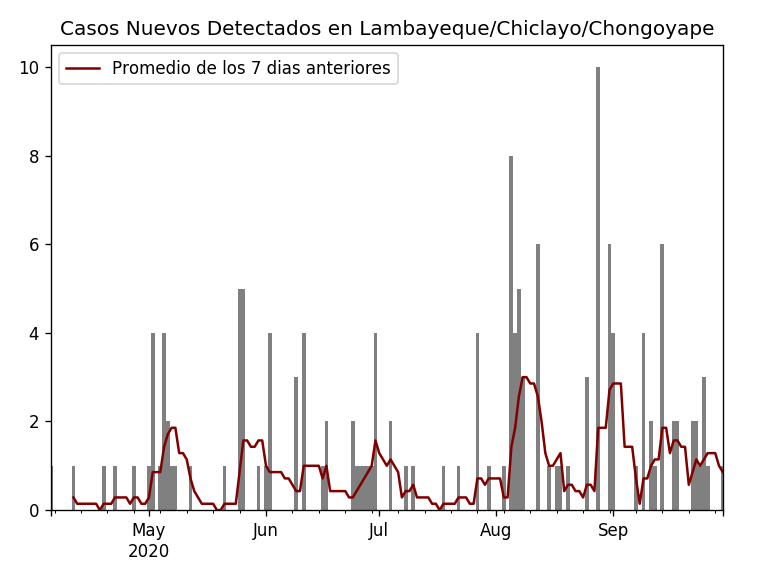 Casos Nuevos Detectados en Lambayeque/Chiclayo/Chongoyape
Promedio de los 7 dias anteriores
10
8
6
4
2
0
May Jun Jul Aug Sep
2020